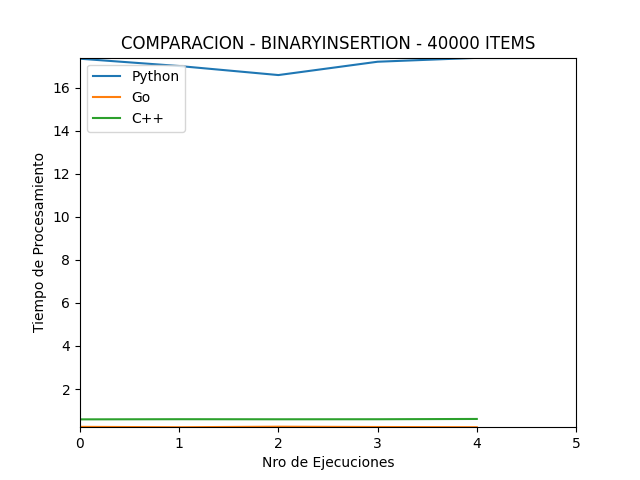 COMPARACION - BINARYINSERTION - 40000 ITEMS
Python
Go
C++
16
14
12
10
8
6
4
2
Tiempo de Procesamiento
0 1 2 3 4 5
Nro de Ejecuciones